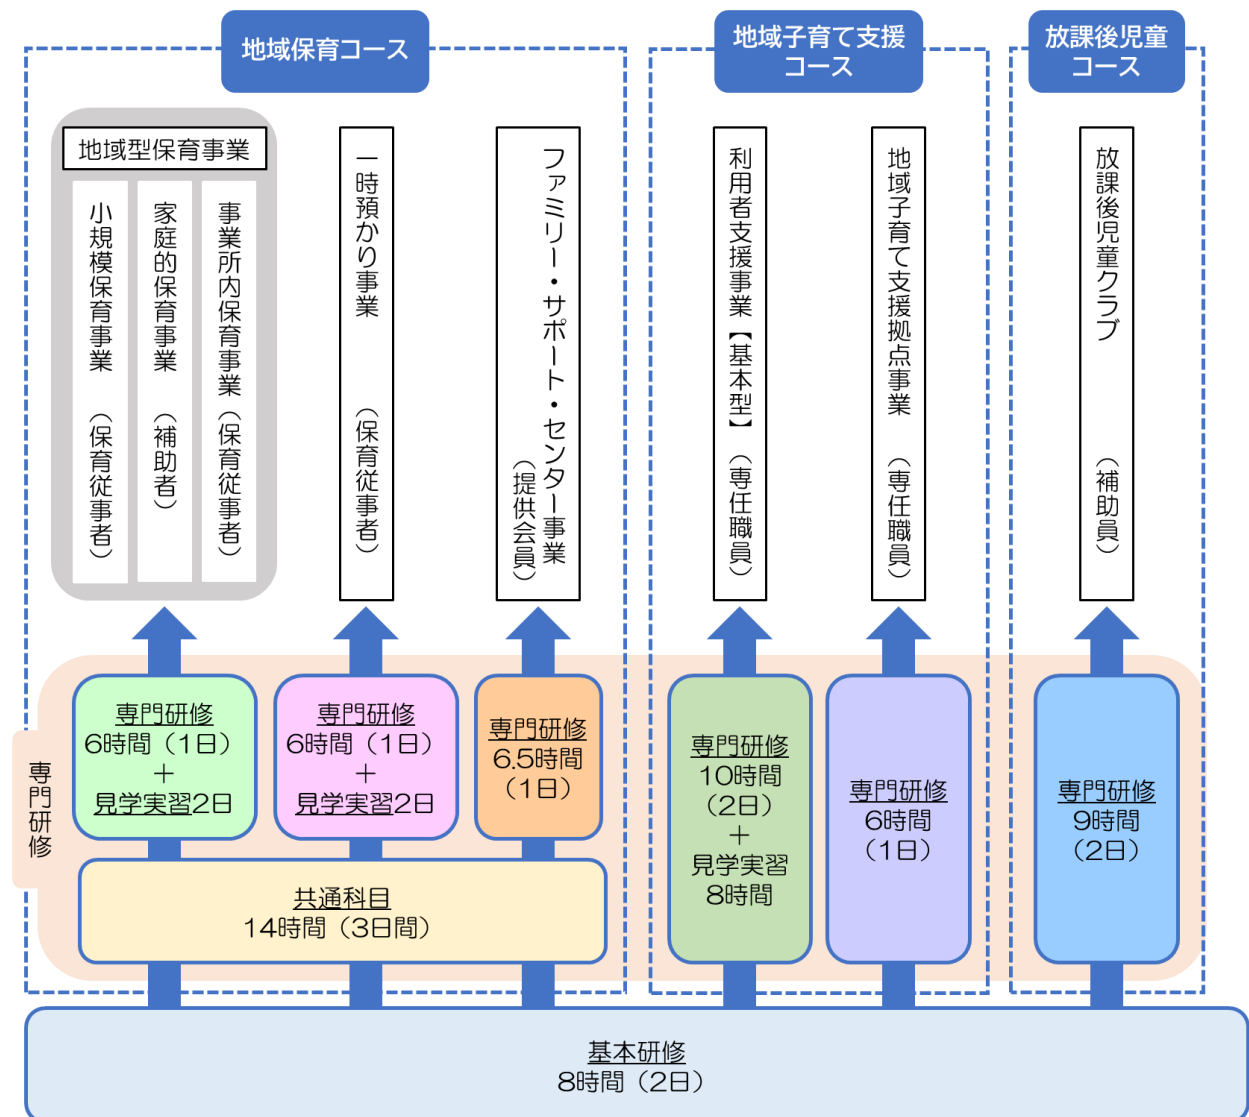 地域保育コース
地域子育て支援
コース
放課後児童
コース
地域型保育事業
小規模保育事業（保育従事者）
家庭的保育事業（補助者）
事業所内保育事業（保育従事者）
一時預かり事業（保育従事者）
ファミリー・サポート・センター事業
（提供会員）
利用者支援事業【基本型】（専任職員）
地域子育て支援拠点事業（専任職員）
放課後児童クラブ（補助員）
専門研修
専門研修
6時間（1日）
＋
見学実習2日
専門研修
6時間（1日）
＋
見学実習2日
専門研修
6.5時間
（1日）
共通科目
14時間（3日間）
専門研修
10時間
（2日）
＋
見学実習
8時間
専門研修
6時間
（1日）
専門研修
9時間
（2日）
基本研修
8時間（2日）